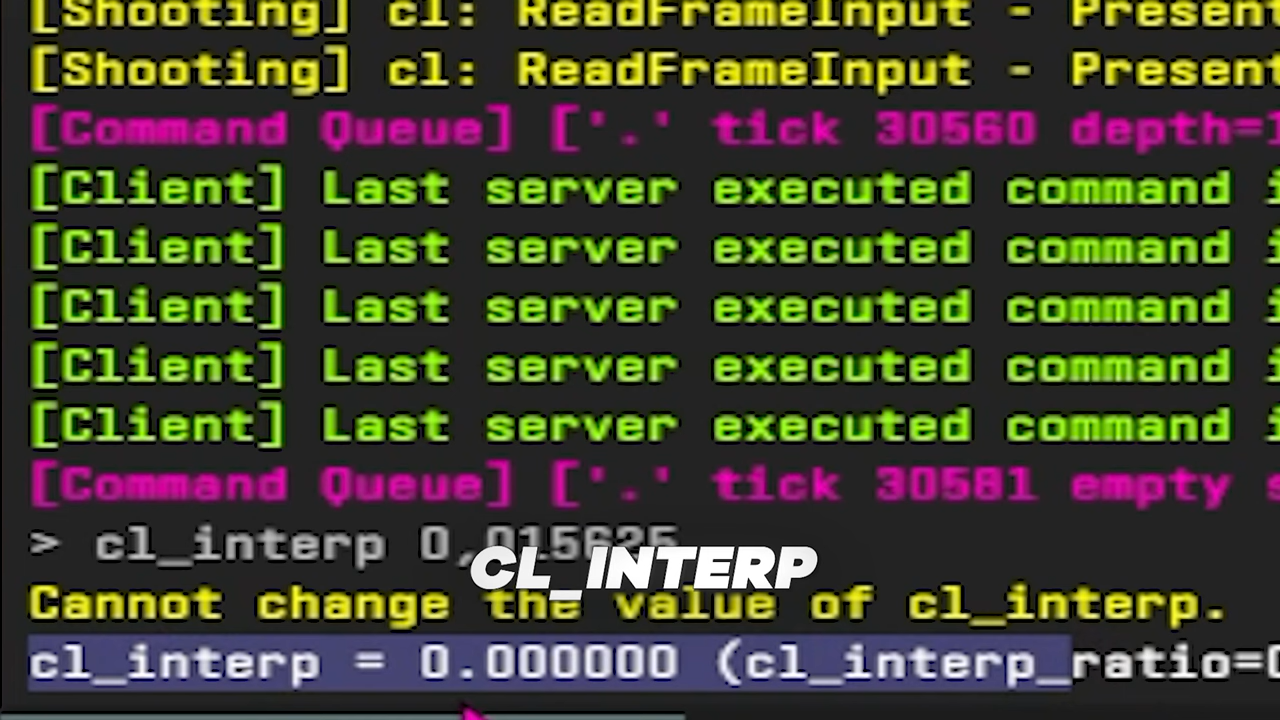 [Shooting] cl: ReadFrameInput - Present
[Shooting] cl: ReadFrameInput - Present
[Command Queue] ['.' tick 30560 depth=1
[Client] Last server executed command i
[Client] Last server executed command i
[Client] Last server executed command i
[Client] Last server executed command i
[Client] Last server executed command i
[Command Queue] ['.' tick 30581 empty s
> cl_interp 0,015625
CL_INTERP
Cannot change the value of cl_interp.
cl_interp = 0.000000 (cl_interp_ratio=0